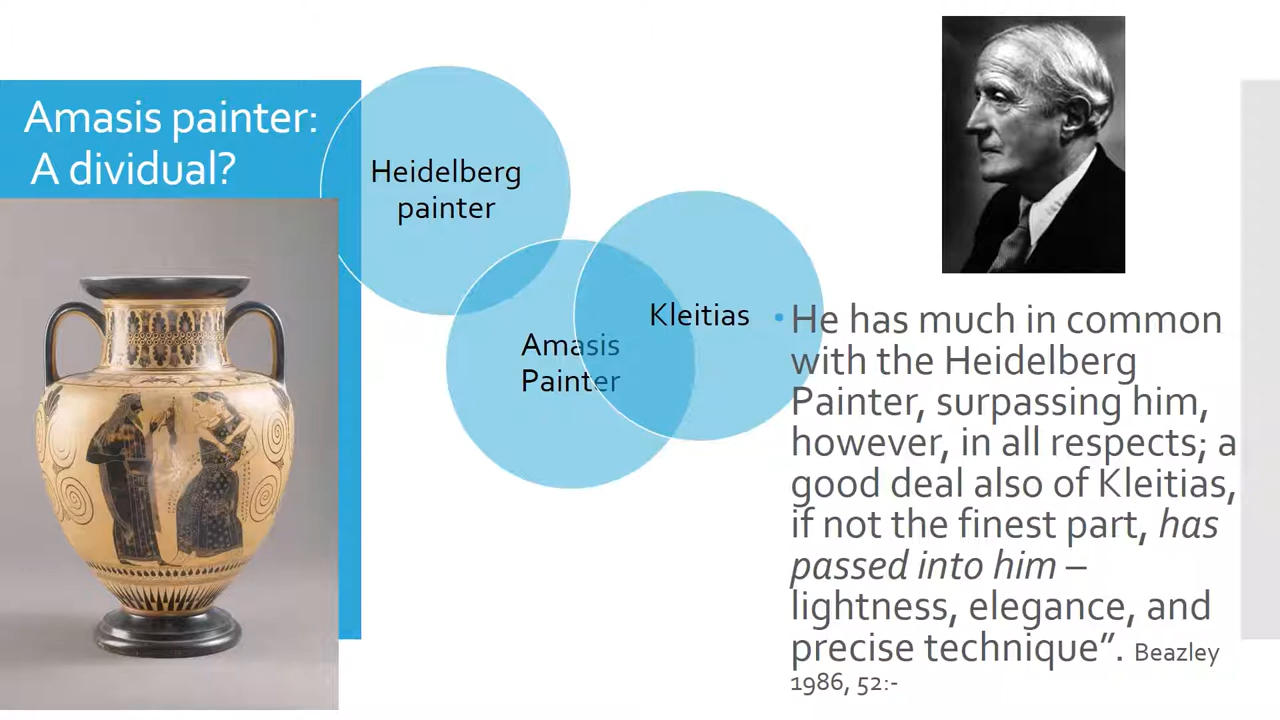 Amasis painter:
A dividual?
Heidelberg
painter
Amasis
Painter
Kleitias
• He has much in common
with the Heidelberg
Painter, surpassing him,
however, in all respects; a
good deal also of Kleitias,
if not the finest part, has
passed into him –
lightness, elegance, and
precise technique”. Beazley
1986, 52:-